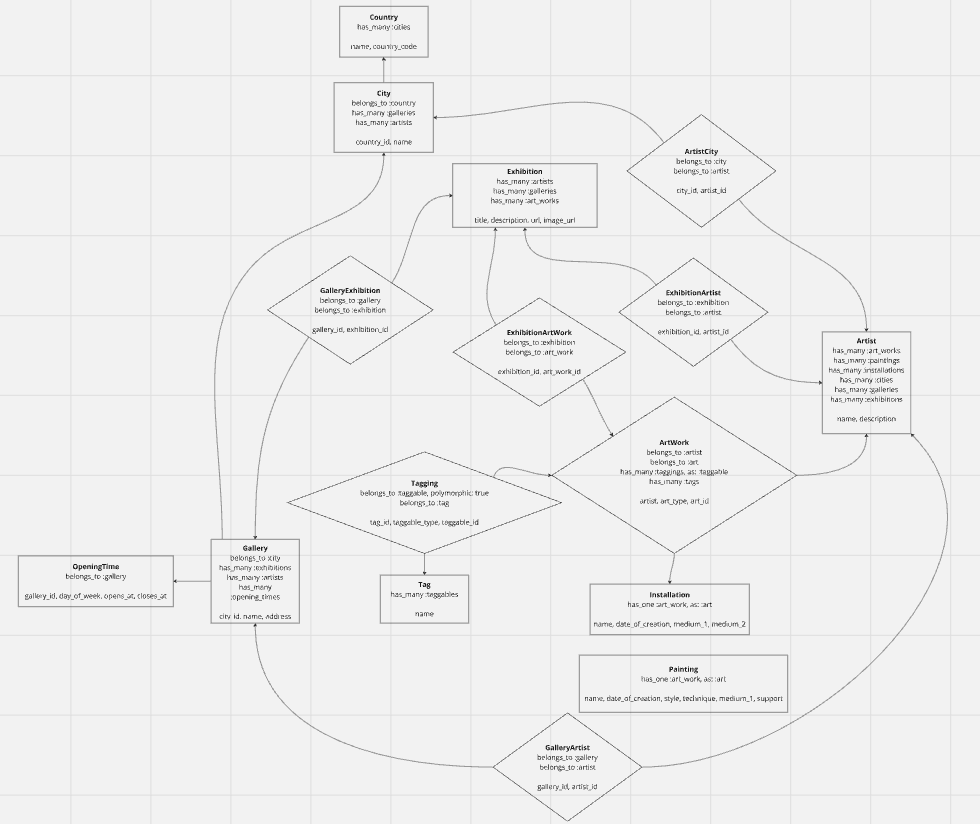 Country
has_many :cities
name, country_code
City
belongs_to :country
has_many :galleries
has_many :artists
country_id, name
ArtistCity
belongs_to :city
belongs_to :artist
city_id, artist_id
Exhibition
has_many :artists
has_many :galleries
has_many :art_works
title, description, url, image_url
GalleryExhibition
belongs_to :gallery
belongs_to :exhibition
gallery_id, exhibition_id
ExhibitionArtWork
belongs_to :exhibition
belongs_to :art_work
exhibition_id, art_work_id
ExhibitionArtist
belongs_to :exhibition
belongs_to :artist
exhibition_id, artist_id
Artist
has_many :art_works
has_many :paintings
has_many :installations
has_many :cities
has_many :galleries
has_many :exhibitions
name, description
ArtWork
belongs_to :artist
belongs_to :art
has_many :taggings, as: :taggable
has_many :tags
artist, art_type, art_id
Tagging
belongs_to :taggable, polymorphic: true
belongs_to :tag
tag_id, taggable_type, taggable_id
Gallery
belongs_to :city
has_many :exhibitions
has_many :artists
has_many
:opening_times
city_id, name, address
OpeningTime
belongs_to :gallery
gallery_id, day_of_week, opens_at, closes_at
Tag
has_many :taggables
name
Installation
has_one :art_work, as: :art
name, date_of_creation, medium_1, medium_2
Painting
has_one :art_work, as: :art
name, date_of_creation, style, technique, medium_1, support
GalleryArtist
belongs_to :gallery
belongs_to :artist
gallery_id, artist_id